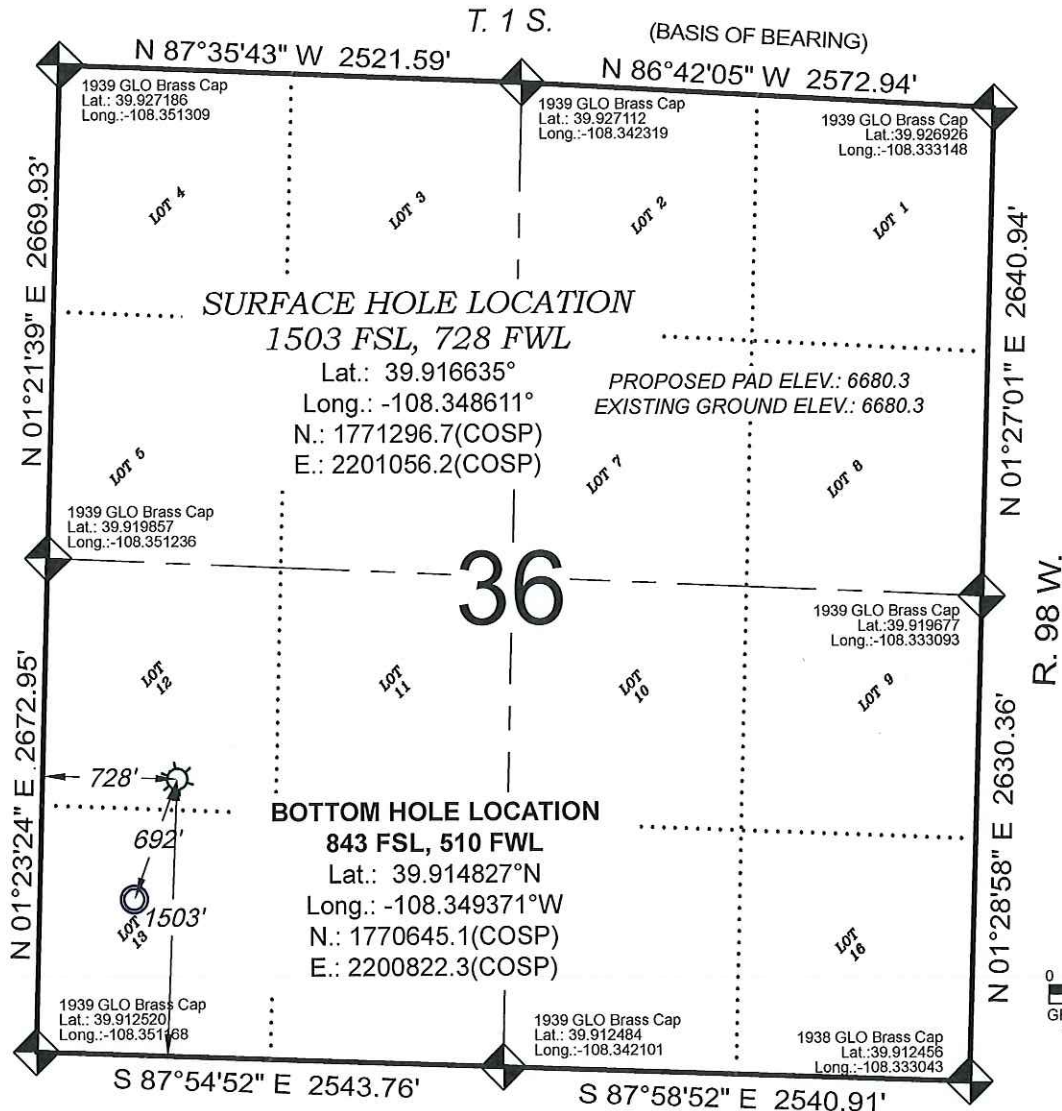 T. 1 S.
(BASIS OF BEARING)
N 87°35'43" W 2521.59'
N 86°42'05" W 2572.94'
1939 GLO Brass Cap
Lat.: 39.927186
Long.:-108.351309
1939 GLO Brass Cap
Lat.: 39.927112
Long.:-108.342319
1939 GLO Brass Cap
Lat.:39.926926
Long.:-108.333148
N 01°21'39" E 2669.93'
LOT 4
LOT 3
LOT 2
LOT 1
N 01°27'01" E 2640.94'
SURFACE HOLE LOCATION
1503 FSL, 728 FWL
Lat.: 39.916635°
Long.: -108.348611°
N.: 1771296.7(COSP)
E.: 2201056.2(COSP)
PROPOSED PAD ELEV.: 6680.3
EXISTING GROUND ELEV.: 6680.3
LOT 5
LOT 7
LOT 8
1939 GLO Brass Cap
Lat.: 39.919857
Long.:-108.351236
36
1939 GLO Brass Cap
Lat.:39.919677
Long.:-108.333093
R. 98 W.
N 01°23'24" E 2672.95'
LOT
12
LOT
11
LOT
10
LOT 9
N 01°28'58" E 2630.36'
728'
692'
1503'
LOT
13
BOTTOM HOLE LOCATION
843 FSL, 510 FWL
Lat.: 39.914827°N
Long.: -108.349371°W
N.: 1770645.1(COSP)
E.: 2200822.3(COSP)
LOT
16
0
1939 GLO Brass Cap
Lat.: 39.912520
Long.:-108.351168
1939 GLO Brass Cap
Lat.: 39.912484
Long.:-108.342101
1938 GLO Brass Cap
Lat.:39.912456
Long.:-108.333043
S 87°54'52" E 2543.76'
S 87°58'52" E 2540.91'